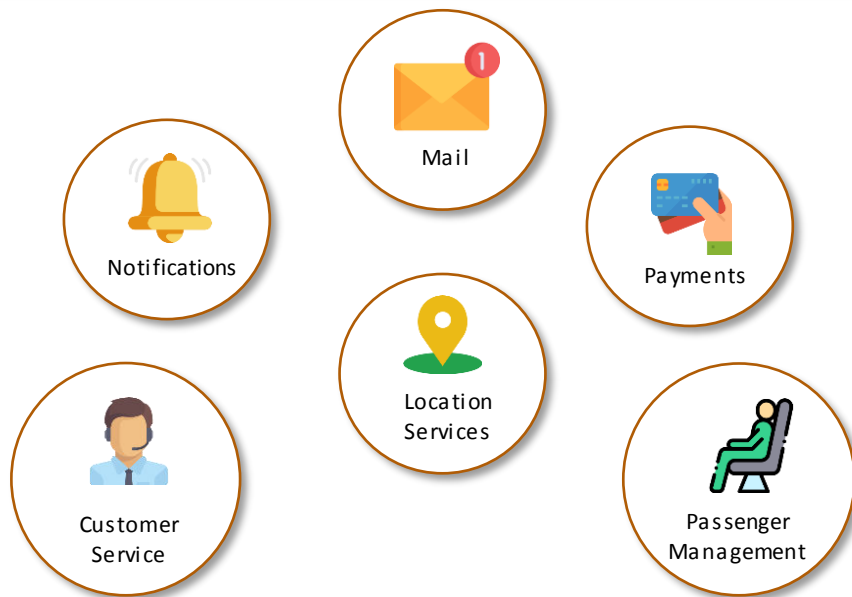 1
Mail
Notifications
Payments
Location
Services
Customer
Service
Passenger
Management